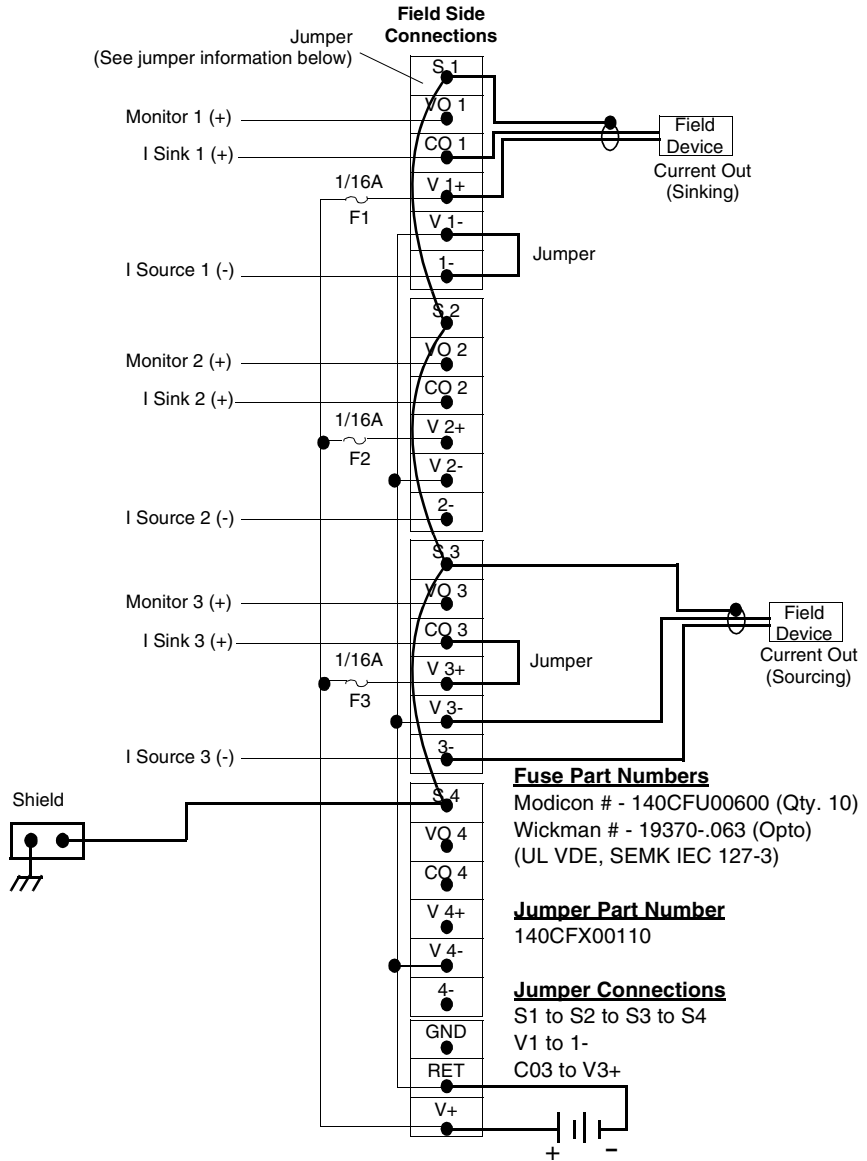 Field Side
Connections
Jumper
(See jumper information below)
S 1
VO 1
Monitor 1 (+)
CO 1
I Sink 1 (+)
Field
Device
Current Out
(Sinking)
1/16A
F1
V 1+
V 1-
Jumper
1-
I Source 1 (-)
S 2
VO 2
Monitor 2 (+)
CO 2
I Sink 2 (+)
1/16A
F2
V 2+
V 2-
2-
I Source 2 (-)
S 3
VO 3
Monitor 3 (+)
CO 3
I Sink 3 (+)
Field
Device
Current Out
(Sourcing)
1/16A
F3
V 3+
Jumper
V 3-
3-
I Source 3 (-)
Shield
S 4
VO 4
CO 4
V 4+
V 4-
4-
GND
RET
V+
+ -
Fuse Part Numbers
Modicon # - 140CFU00600 (Qty. 10)
Wickman # - 19370-.063 (Opto)
(UL VDE, SEMK IEC 127-3)
Jumper Part Number
140CFX00110
Jumper Connections
S1 to S2 to S3 to S4
V1 to 1-
C03 to V3+